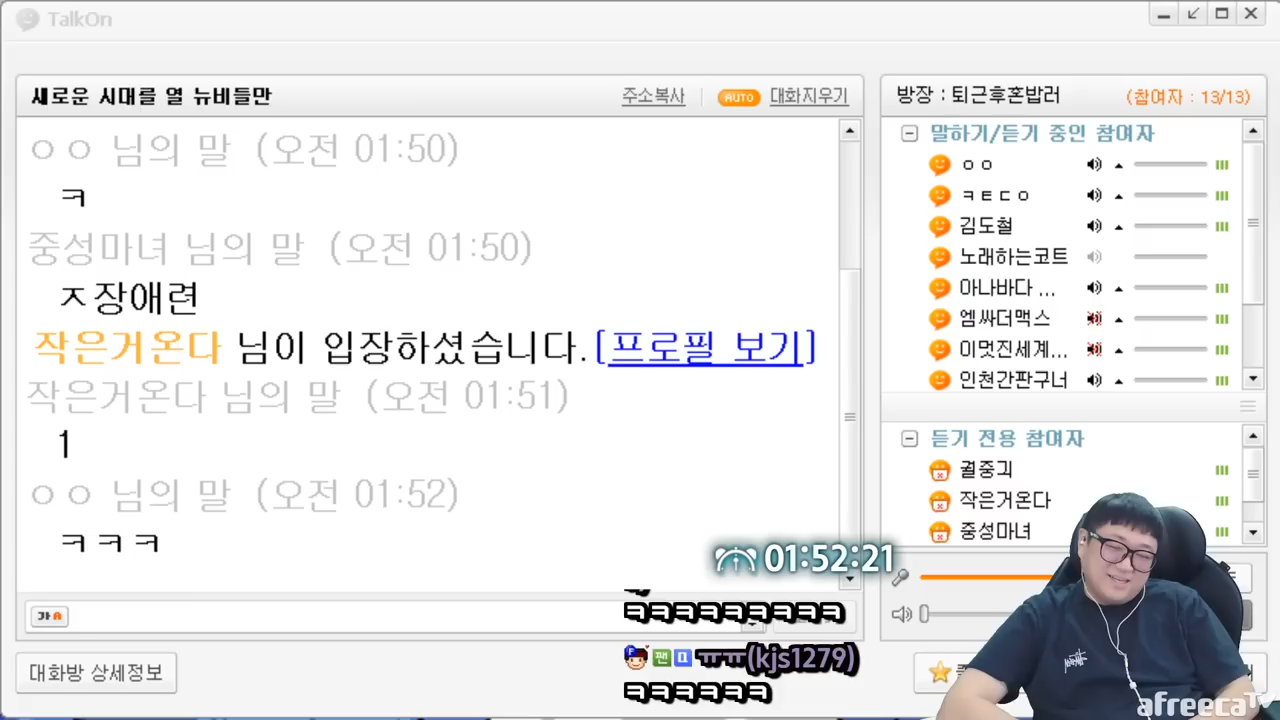 TalkOn
새로운 시대를 열 뉴비들만
주소복사
AUTO
대화지우기
ㅇㅇ 님의 말 (오전 01:50)
ㅋ
중성마녀 님의 말 (오전 01:50)
ㅈ장애련
작은거온다 님이 입장하셨습니다. [프로필 보기]
작은거온다 님의 말 (오전 01:51)
1
ㅇㅇ 님의 말 (오전 01:52)
ㅋㅋㅋ
가A
대화방 상세정보
방장 : 퇴근후혼밥러
(참여자 : 13/13)
말하기/듣기 중인 참여자
ㅇㅇ
ㅋㅌㄷㅇ
김도철
노래하는코트
아나바다 ...
엠싸더맥스
이멋진세계...
인천간판구너
듣기 전용 참여자
궐중긔
작은거온다
중성마녀
01:52:21
ㅋㅋㅋㅋㅋㅋㅋㅋㅋ
F 팬 ㅠㅠ(kjs1279)
ㅋㅋㅋㅋㅋㅋ
afreecaTV